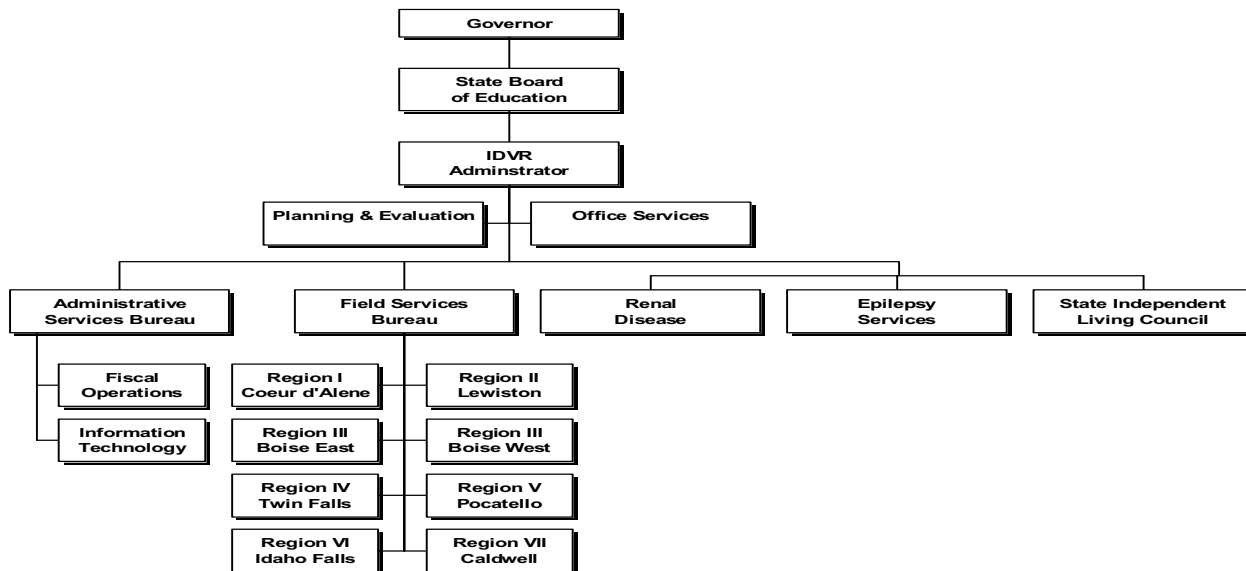 Governor
State Board
of Education
IDVR
Adminstrator
Planning & Evaluation
Office Services
Administrative
Services Bureau
Field Services
Bureau
Renal
Disease
Epilepsy
Services
State Independent
Living Council
Fiscal
Operations
Region I
Coeur d'Alene
Region II
Lewiston
Information
Technology
Region III
Boise East
Region III
Boise West
Region IV
Twin Falls
Region V
Pocatello
Region VI
Idaho Falls
Region VII
Caldwell